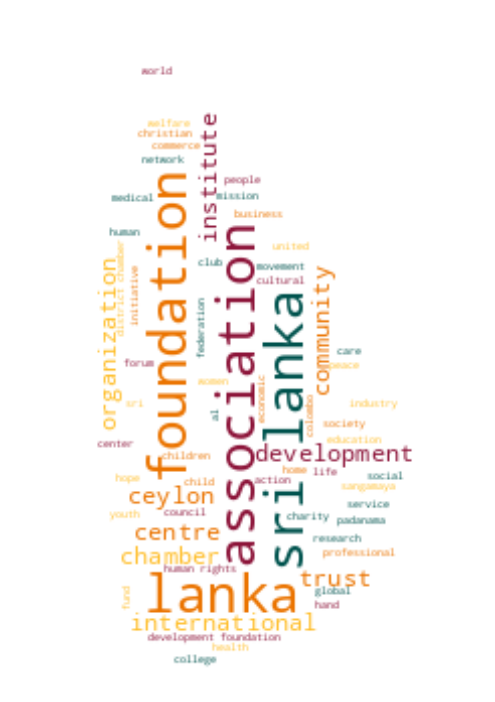 world
welfare
christian
commerce
network
institute
people
medical
mission
foundation
business
human
association
united
district chamber
organization
club
movement
initiative
community
cultural
sri lanka
federation
care
forum
peace
women
economic
sri
al
colombo
industry
society
center
education
development
children
home
life
action
social
hope
child
sangamaya
ceylon
service
youth
council
charity
padanama
centre
research
chamber
professional
human rights
lanka
trust
fund
global
hand
international
development foundation
health
college